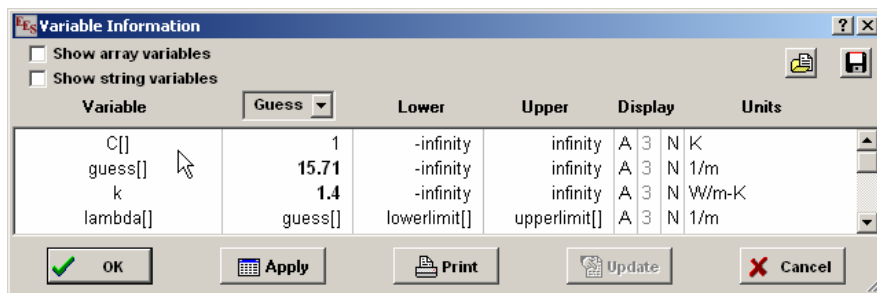 EES Variable Information
Show array variables
Show string variables
Variable Guess Lower Upper Display Units
C[] 1 -infinity infinity A 3 N K
guess[] 15.71 -infinity infinity A 3 N 1/m
k 1.4 -infinity infinity A 3 N W/m-K
lambda[] guess[] lowerlimit[] upperlimit[] A 3 N 1/m
OK Apply Print Update Cancel